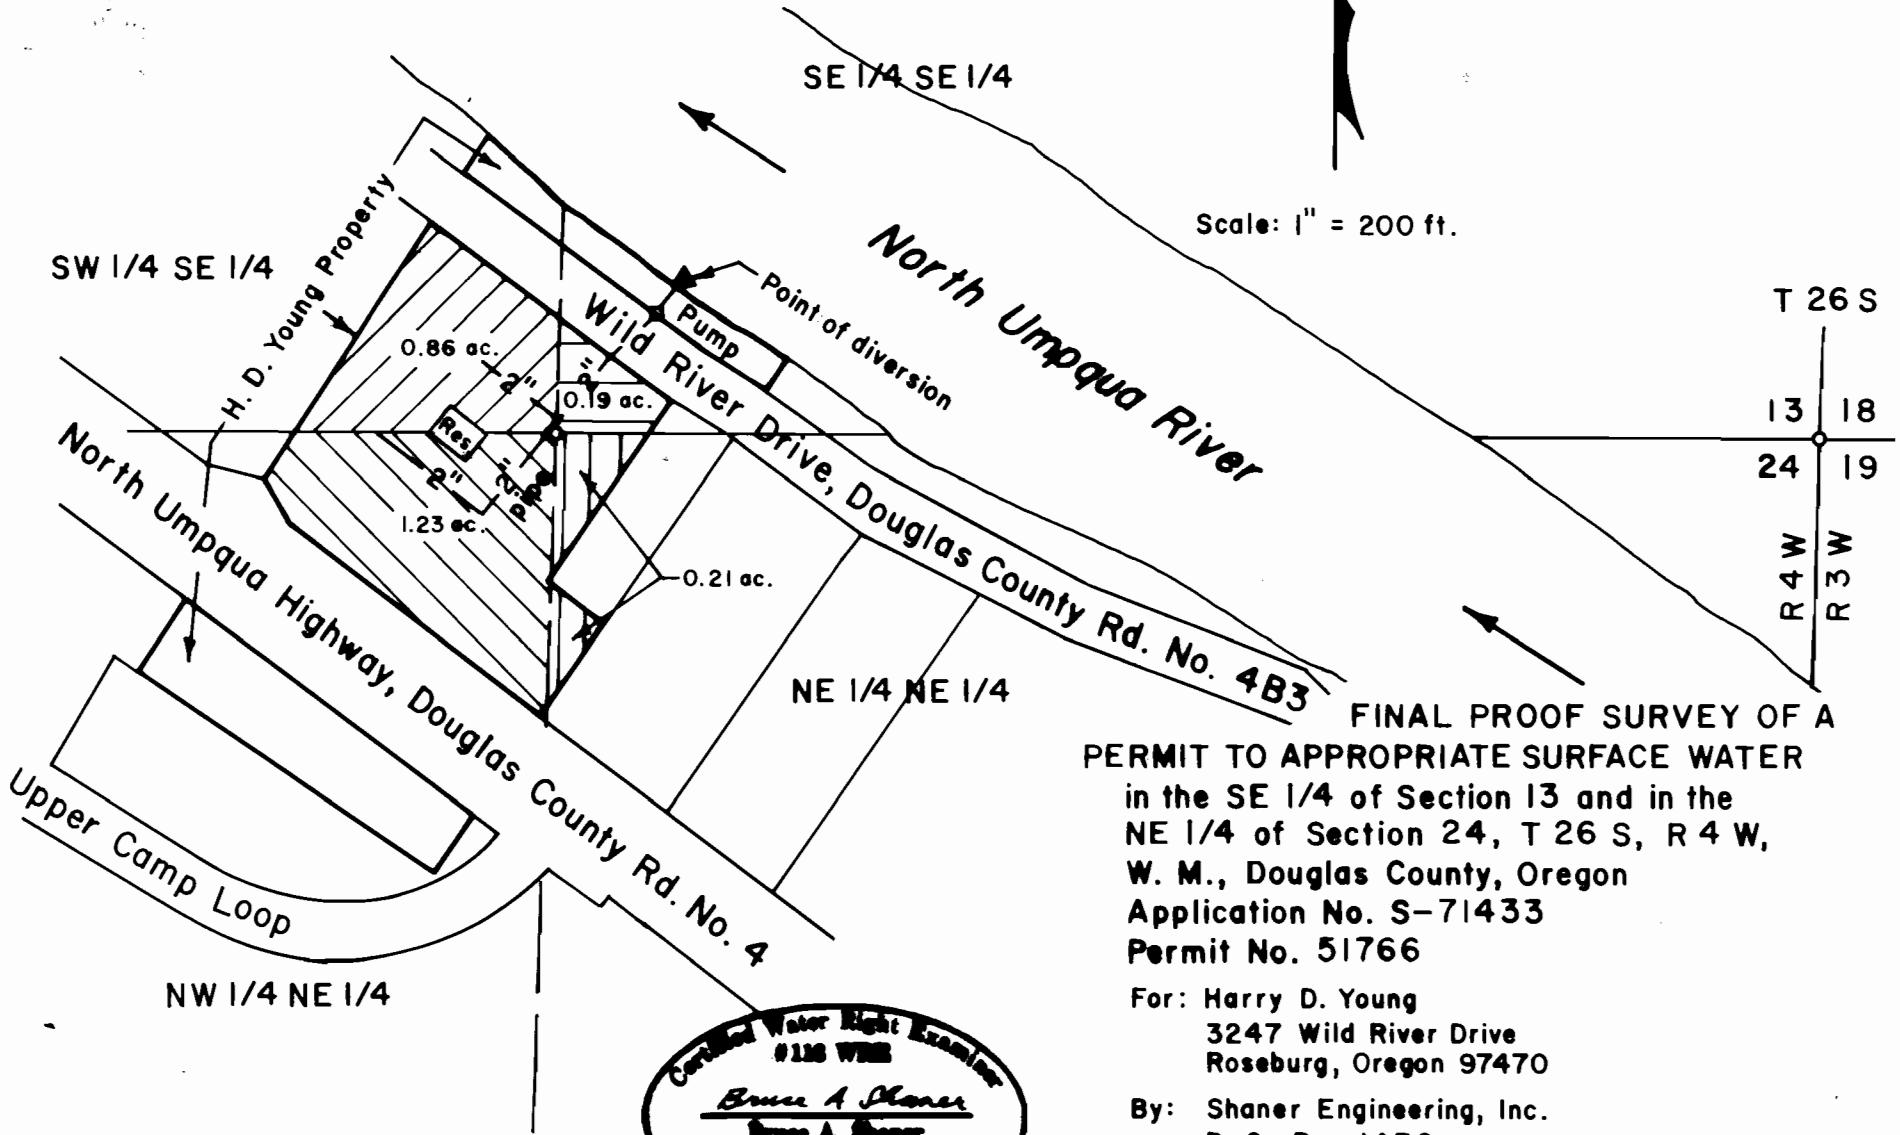 SE 1/4 SE 1/4
Scale: 1" = 200 ft.
North Umpqua River
SW 1/4 SE 1/4
H. D. Young Property
T 26 S
13 18
24 19
R 4 W
R 3 W
Point of diversion
Pump
Wild River Drive, Douglas County Rd. No. 4B3
0.86 ac.
2"
2"
0.19 ac.
Res.
2"
2" Pipe
1.23 ac.
0.21 ac.
North Umpqua Highway, Douglas County Rd. No. 4
NE 1/4 NE 1/4
Upper Camp Loop
NW 1/4 NE 1/4
FINAL PROOF SURVEY OF A
PERMIT TO APPROPRIATE SURFACE WATER
in the SE 1/4 of Section 13 and in the
NE 1/4 of Section 24, T 26 S, R 4 W,
W. M., Douglas County, Oregon
Application No. S-71433
Permit No. 51766
For: Harry D. Young
3247 Wild River Drive
Roseburg, Oregon 97470
By: Shaner Engineering, Inc.
Certified Water Right Examiner
WRE
Bruce A Shaner
Bruce A. Shaner